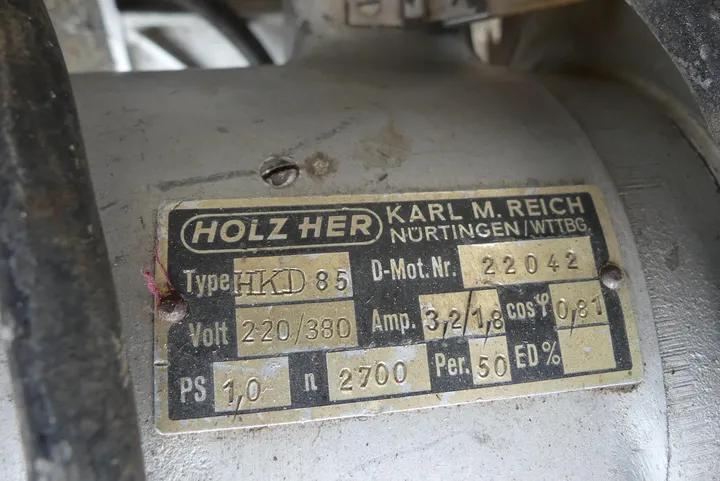 HOLZ HER KARL M. REICH
NÜRTINGEN/WTTBG.
Type HKD 85 D-Mot. Nr. 22042
Volt 220/380 Amp. 3,2/1,8 cos φ 0,81
PS 1,0 n 2700 Per. 50 ED %